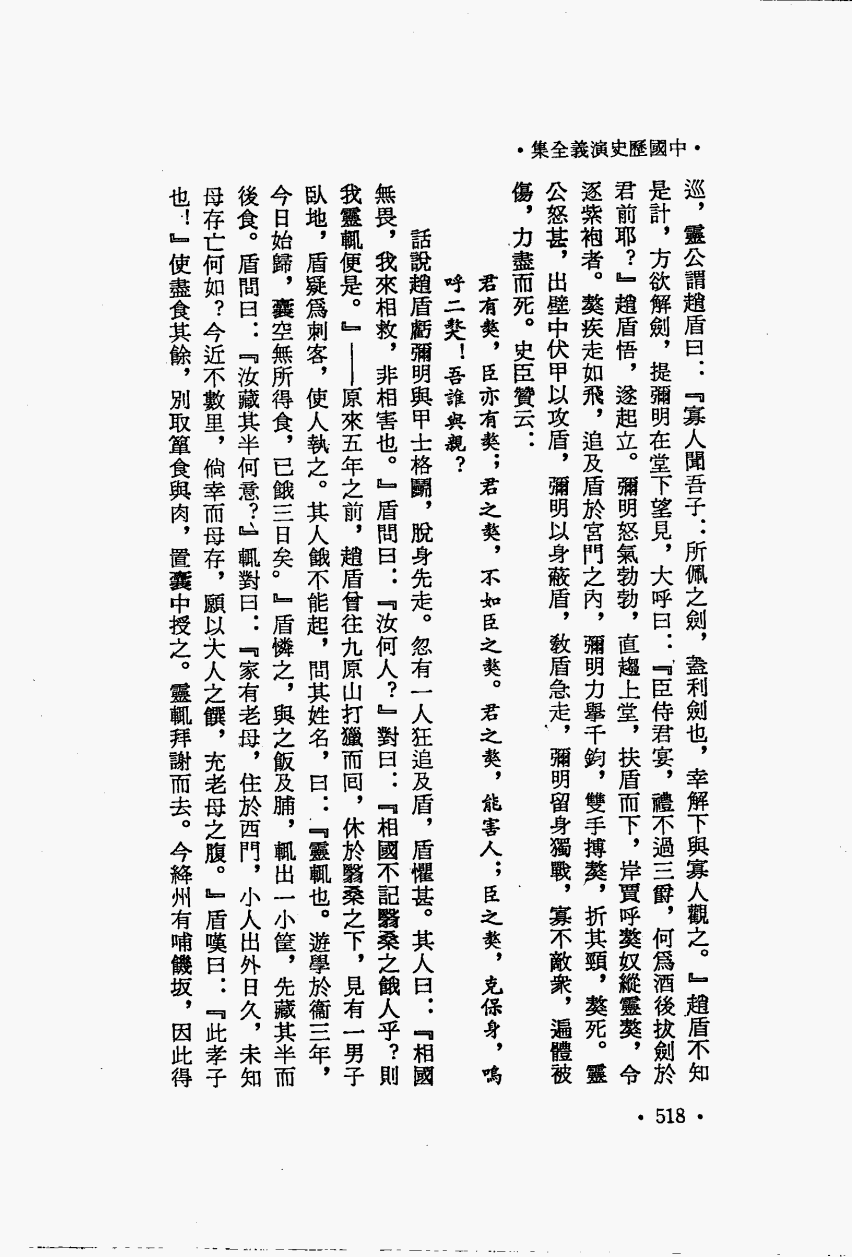 •中國歷史演義全集•
巡，靈公謂趙盾曰：『寡人聞吾子：所佩之劍，蓋利劍也，幸解下與寡人觀之。』趙盾不知
是計，方欲解劍，提彌明在堂下望見，大呼曰：『臣侍君宴，禮不過三爵，何爲酒後拔劍於
君前耶？』趙盾悟，遂起立。彌明怒氣勃勃，直趨上堂，扶盾而下，岸賈呼獒奴縱靈獒，令
逐紫袍者。獒疾走如飛，追及盾於宮門之內，彌明力舉千鈞，雙手搏獒，折其頸，獒死。靈
公怒甚，出壁中伏甲以攻盾，彌明以身蔽盾，敎盾急走，彌明留身獨戰，寡不敵衆，遍體被
傷，力盡而死。史臣贊云：
君有獒，臣亦有獒；君之獒，不如臣之獒。君之獒，能害人；臣之獒，克保身，嗚
呼二獒！吾誰與親？
話說趙盾虧彌明與甲士格鬭，脫身先走。忽有一人狂追及盾，盾懼甚。其人曰：『相國
無畏，我來相救，非相害也。』盾問曰：『汝何人？』對曰：『相國不記翳桑之餓人乎？則
我靈輒便是。』——原來五年之前，趙盾曾往九原山打獵而回，休於翳桑之下，見有一男子
臥地，盾疑爲刺客，使人執之。其人餓不能起，問其姓名，曰：『靈輒也。遊學於衞三年，
今日始歸，囊空無所得食，已餓三日矣。』盾憐之，與之飯及脯，輒出一小筐，先藏其半而
後食。盾問曰：『汝藏其半何意？』輒對曰：『家有老母，住於西門，小人出外日久，未知
母存亡何如？今近不數里，倘幸而母存，願以大人之饌，充老母之腹。』盾嘆曰：『此孝子
也！』使盡食其餘，別取簞食與肉，置囊中授之。靈輒拜謝而去。今絳州有哺饑坂，因此得
•518•